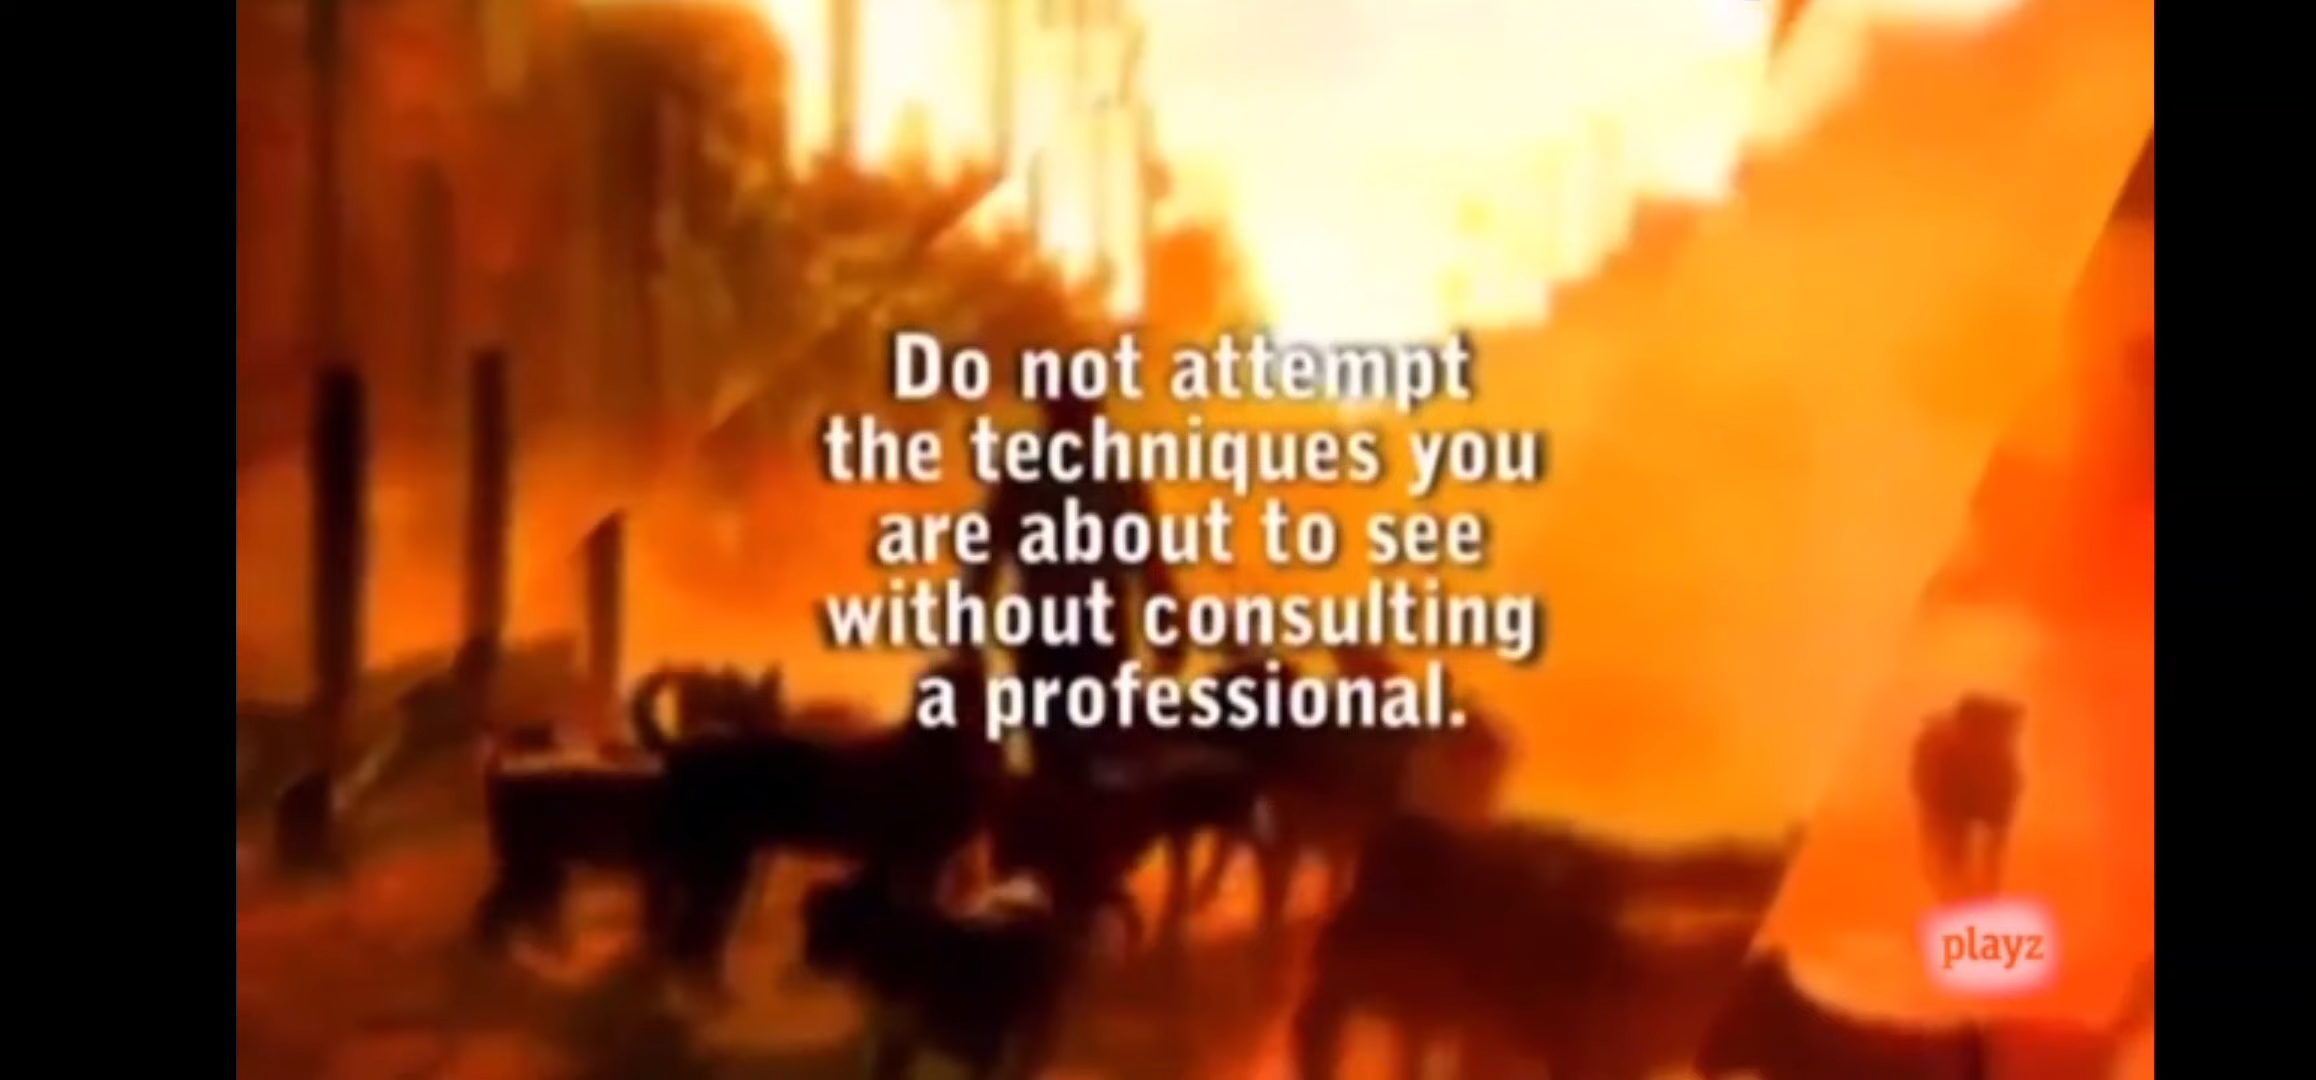 Do not attempt
the techniques you
are about to see
without consulting
a professional.
playz